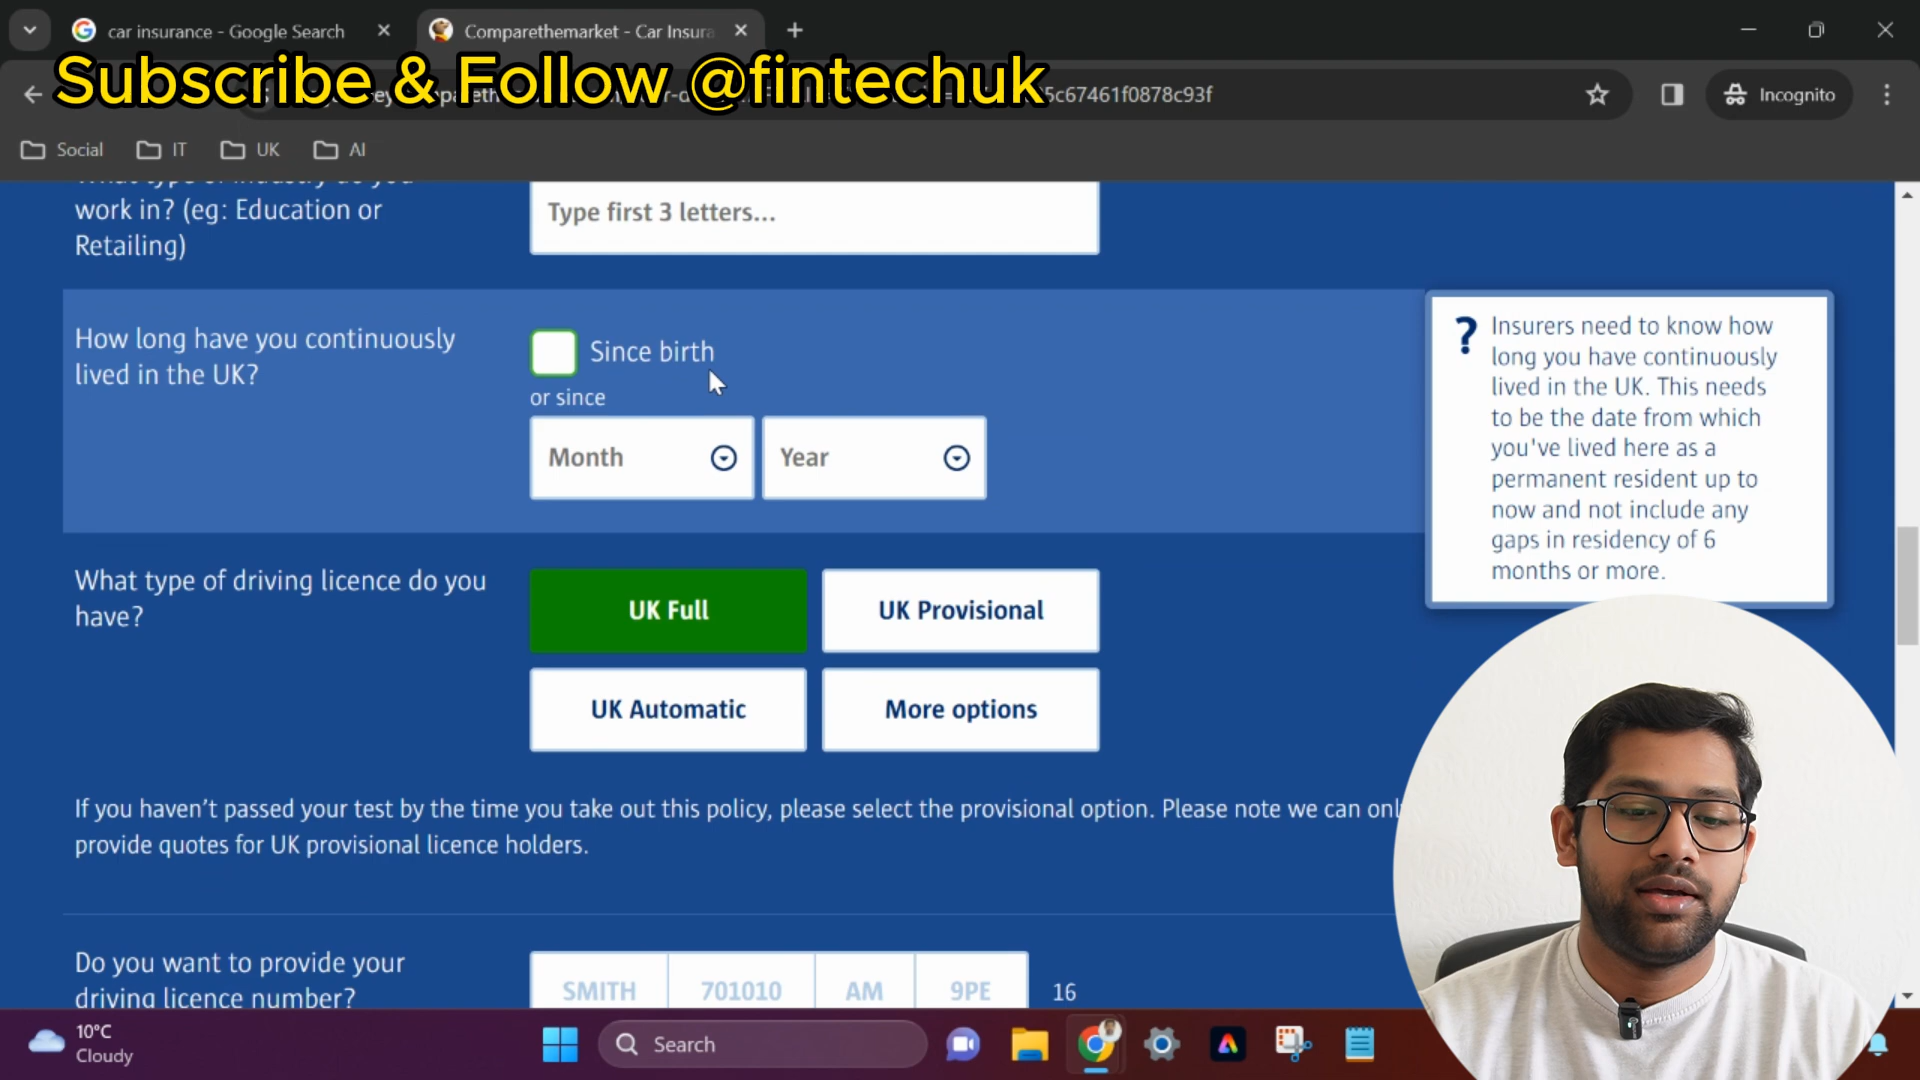 car insurance - Google Search
Comparethemarket - Car Insura
Subscribe & Follow @fintechuk
5c67461f0878c93f
Incognito
Social
IT
UK
AI
work in? (eg: Education or
Retailing)
Type first 3 letters...
How long have you continuously
lived in the UK?
Since birth
or since
Month
Year
? Insurers need to know how
long you have continuously
lived in the UK. This needs
to be the date from which
you've lived here as a
permanent resident up to
now and not include any
gaps in residency of 6
months or more.
What type of driving licence do you
have?
UK Full
UK Provisional
UK Automatic
More options
If you haven't passed your test by the time you take out this policy, please select the provisional option. Please note we can onl
provide quotes for UK provisional licence holders.
Do you want to provide your
driving licence number?
SMITH
701010
AM
9PE
16
10°C
Cloudy
Search